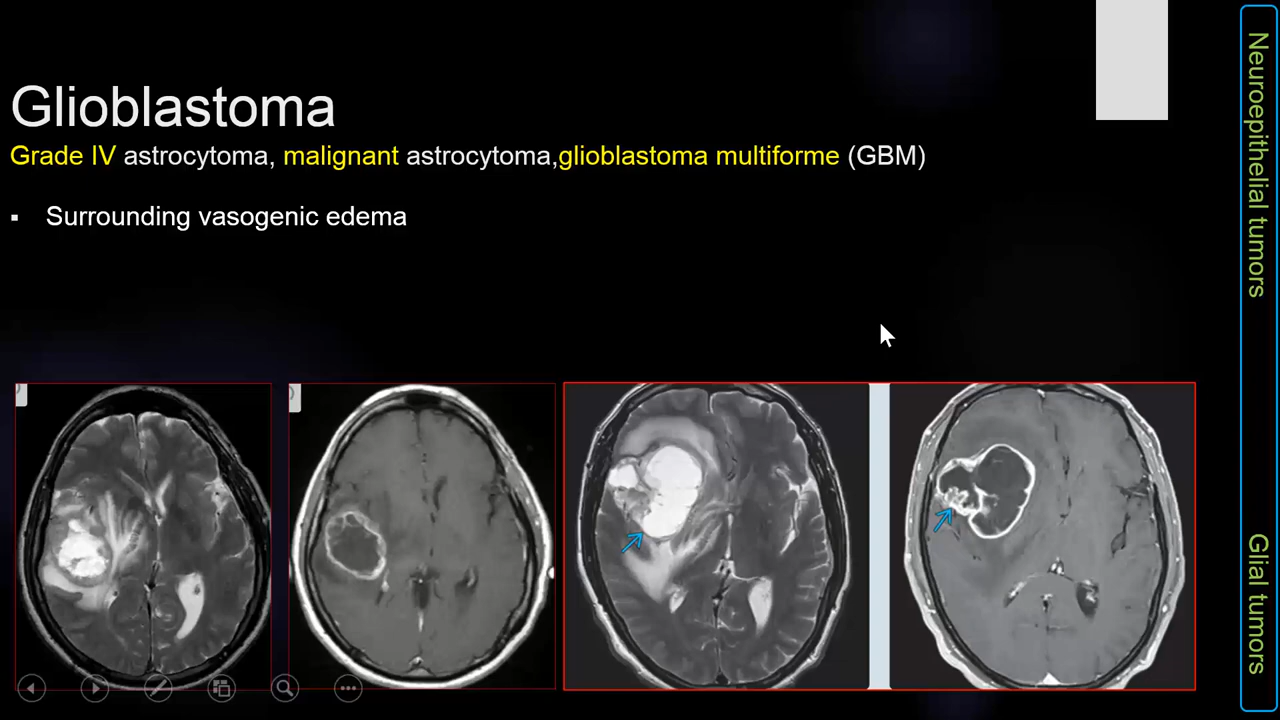 Glioblastoma
Grade IV astrocytoma, malignant astrocytoma,glioblastoma multiforme (GBM)
▪ Surrounding vasogenic edema
Neuroepithelial tumors
Glial tumors